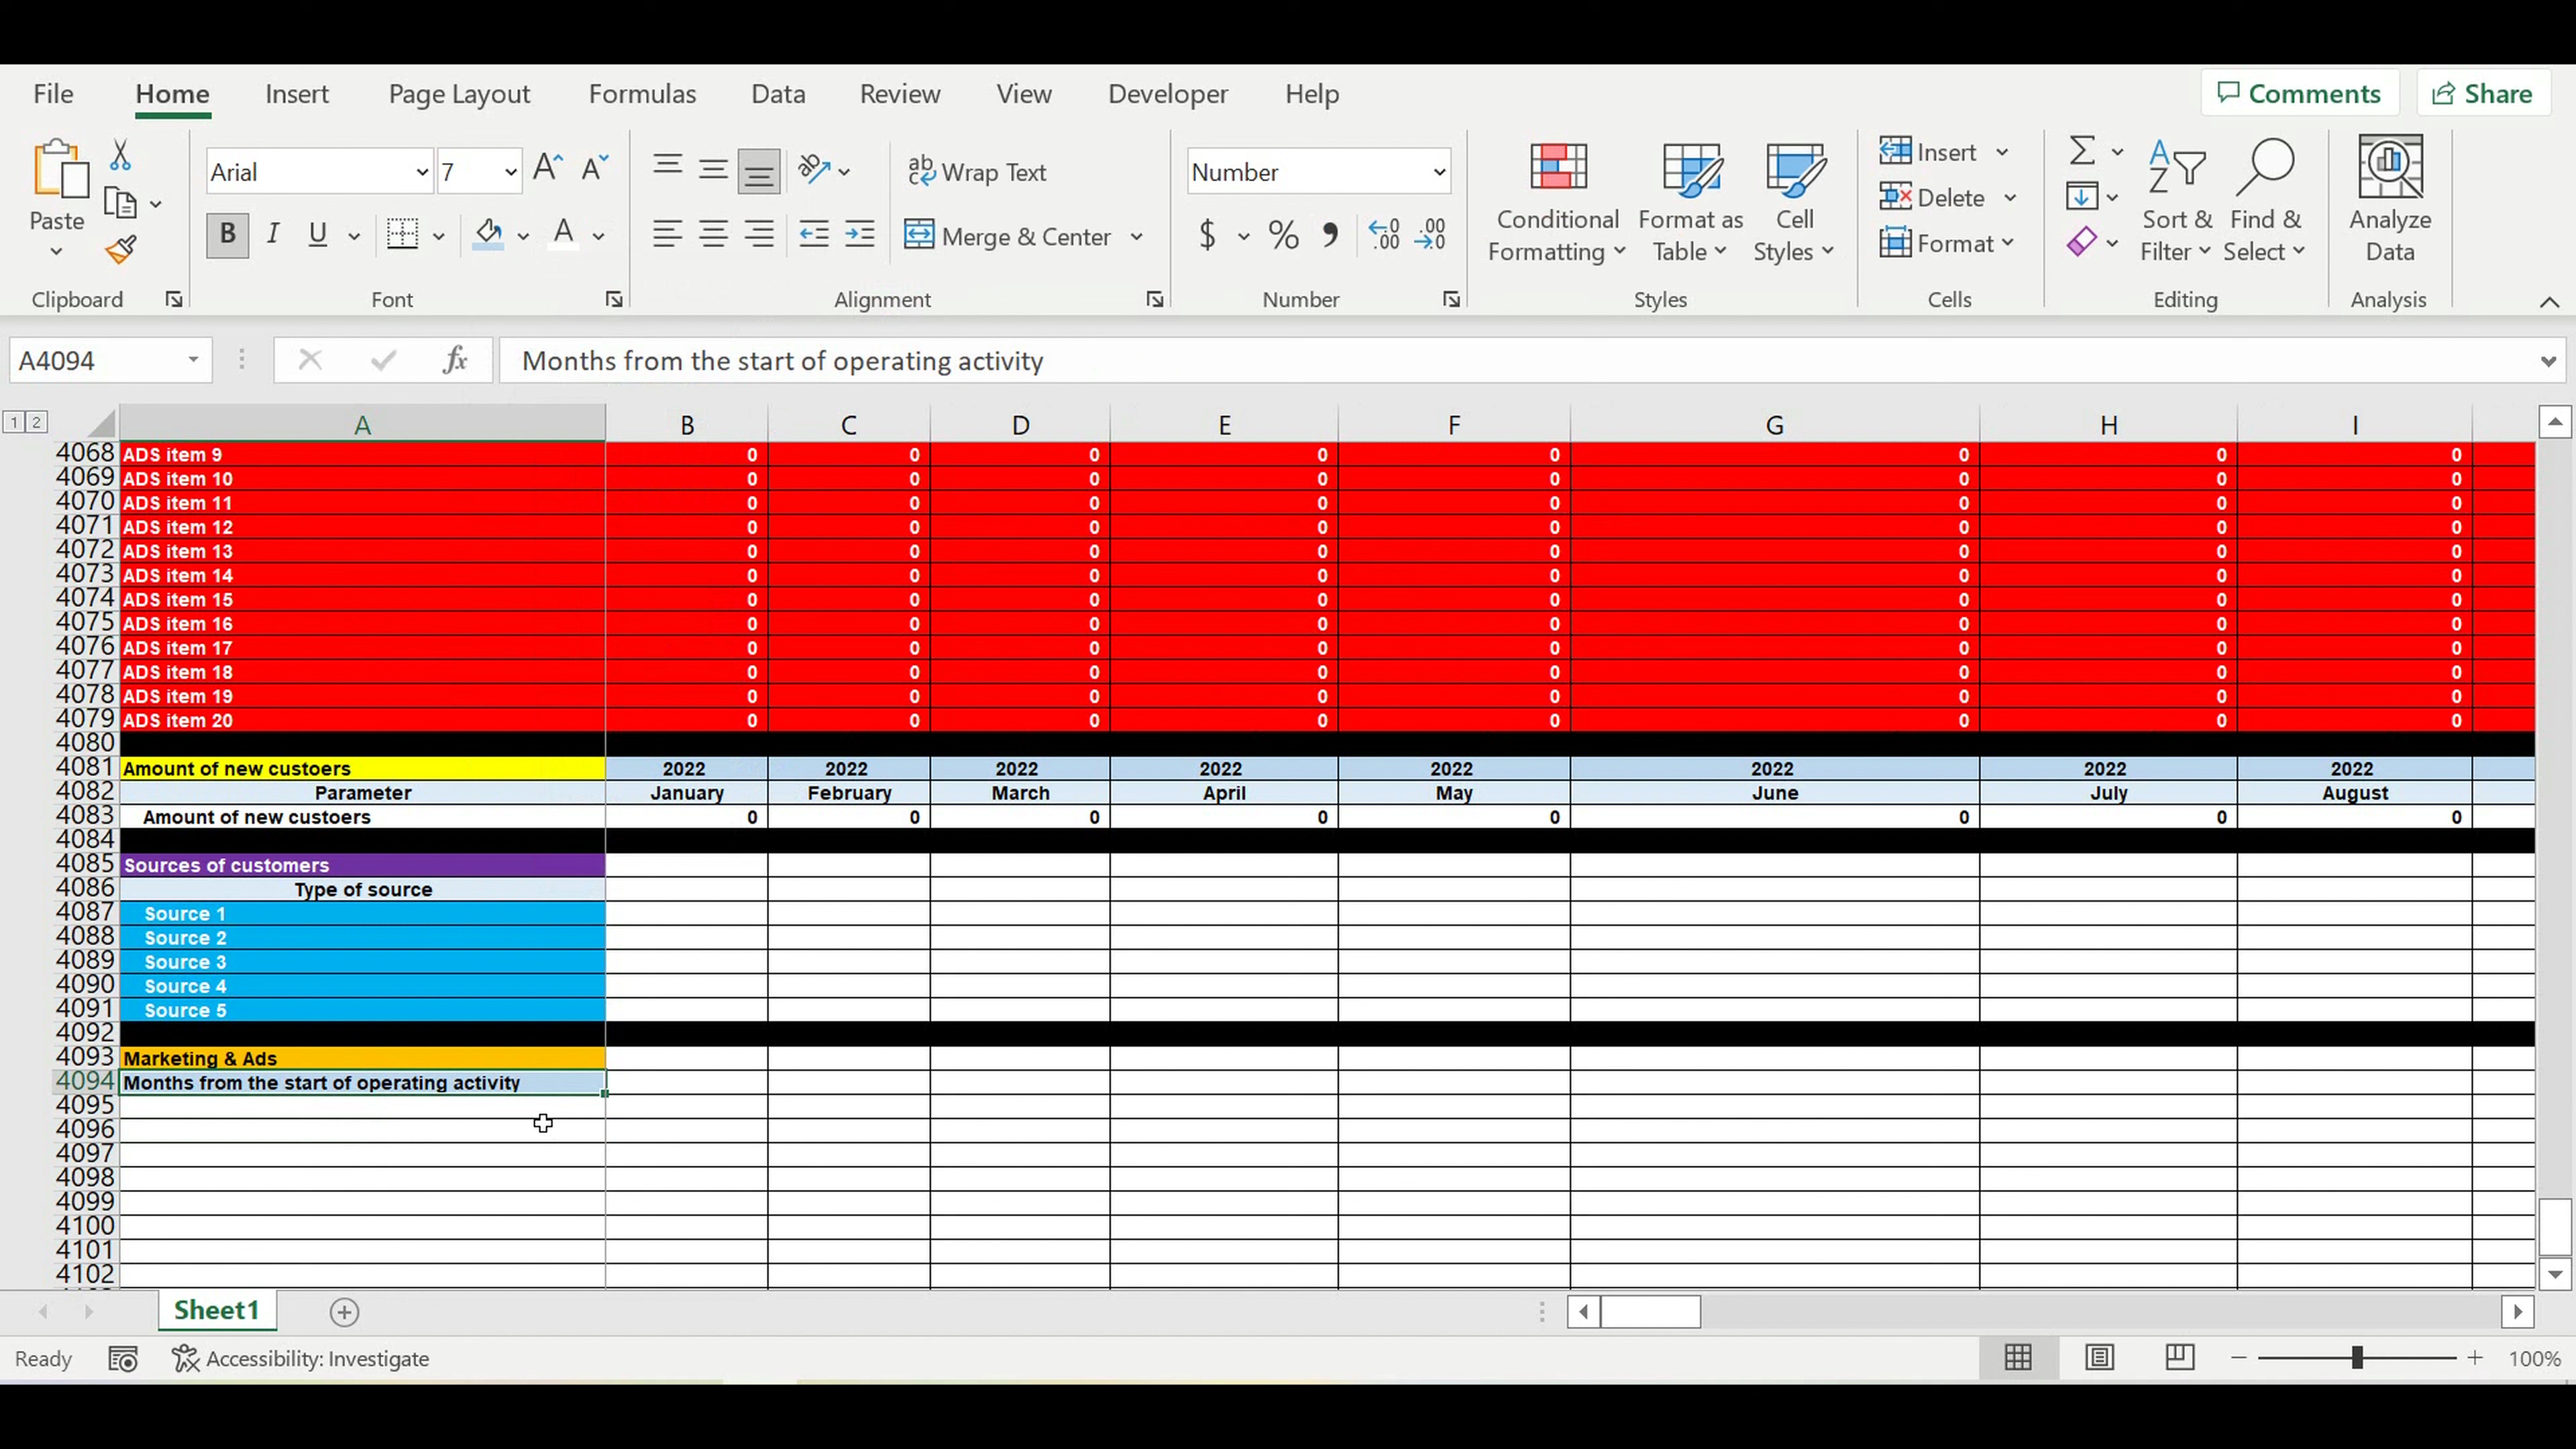 File Home Insert Page Layout Formulas Data Review View Developer Help Comments Share
Arial 7 Wrap Text Number Insert
Paste Conditional Format as Cell Delete Sort & Find & Analyze
B I U Merge & Center $ % Formatting Table Styles Format Filter Select Data
Clipboard Font Alignment Number Styles Cells Editing Analysis
A4094 fx Months from the start of operating activity
1 2 A B C D E F G H I
4068 ADS item 9 0 0 0 0 0 0 0 0
4069 ADS item 10 0 0 0 0 0 0 0 0
4070 ADS item 11 0 0 0 0 0 0 0 0
4071 ADS item 12 0 0 0 0 0 0 0 0
4072 ADS item 13 0 0 0 0 0 0 0 0
4073 ADS item 14 0 0 0 0 0 0 0 0
4074 ADS item 15 0 0 0 0 0 0 0 0
4075 ADS item 16 0 0 0 0 0 0 0 0
4076 ADS item 17 0 0 0 0 0 0 0 0
4077 ADS item 18 0 0 0 0 0 0 0 0
4078 ADS item 19 0 0 0 0 0 0 0 0
4079 ADS item 20 0 0 0 0 0 0 0 0
4080
4081 Amount of new custoers 2022 2022 2022 2022 2022 2022 2022 2022
4082 Parameter January February March April May June July August
4083 Amount of new custoers 0 0 0 0 0 0 0 0
4084
4085 Sources of customers
4086 Type of source
4087 Source 1
4088 Source 2
4089 Source 3
4090 Source 4
4091 Source 5
4092
4093 Marketing & Ads
4094 Months from the start of operating activity
4095
4096
4097
4098
4099
4100
4101
4102
Sheet1
Ready Accessibility: Investigate 100%